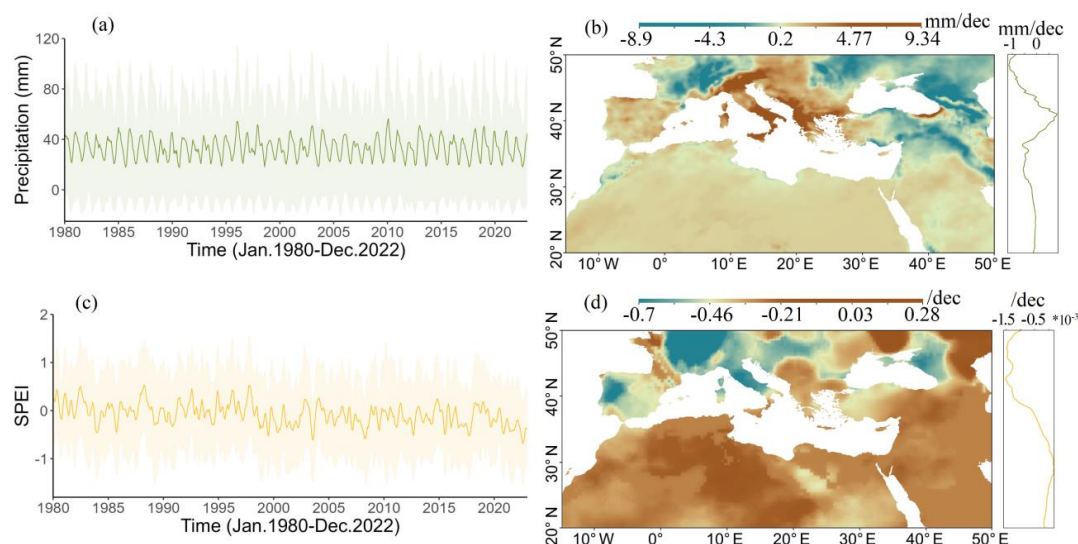 (a)
120
80
40
0
Precipitation (mm)
1980 1985 1990 1995 2000 2005 2010 2015 2020
Time (Jan.1980-Dec.2022)
(b)
mm/dec
-8.9 -4.3 0.2 4.77 9.34
50° N
40° N
30° N
20° N
10° W 0° 10° E 20° E 30° E 40° E 50° E
mm/dec
-1 0
(c)
2
1
0
-1
SPEI
1980 1985 1990 1995 2000 2005 2010 2015 2020
Time (Jan.1980-Dec.2022)
(d)
/dec
-0.7 -0.46 -0.21 0.03 0.28
50° N
40° N
30° N
20° N
10° W 0° 10° E 20° E 30° E 40° E 50° E
/dec
-1.5 -0.5 *10⁻³